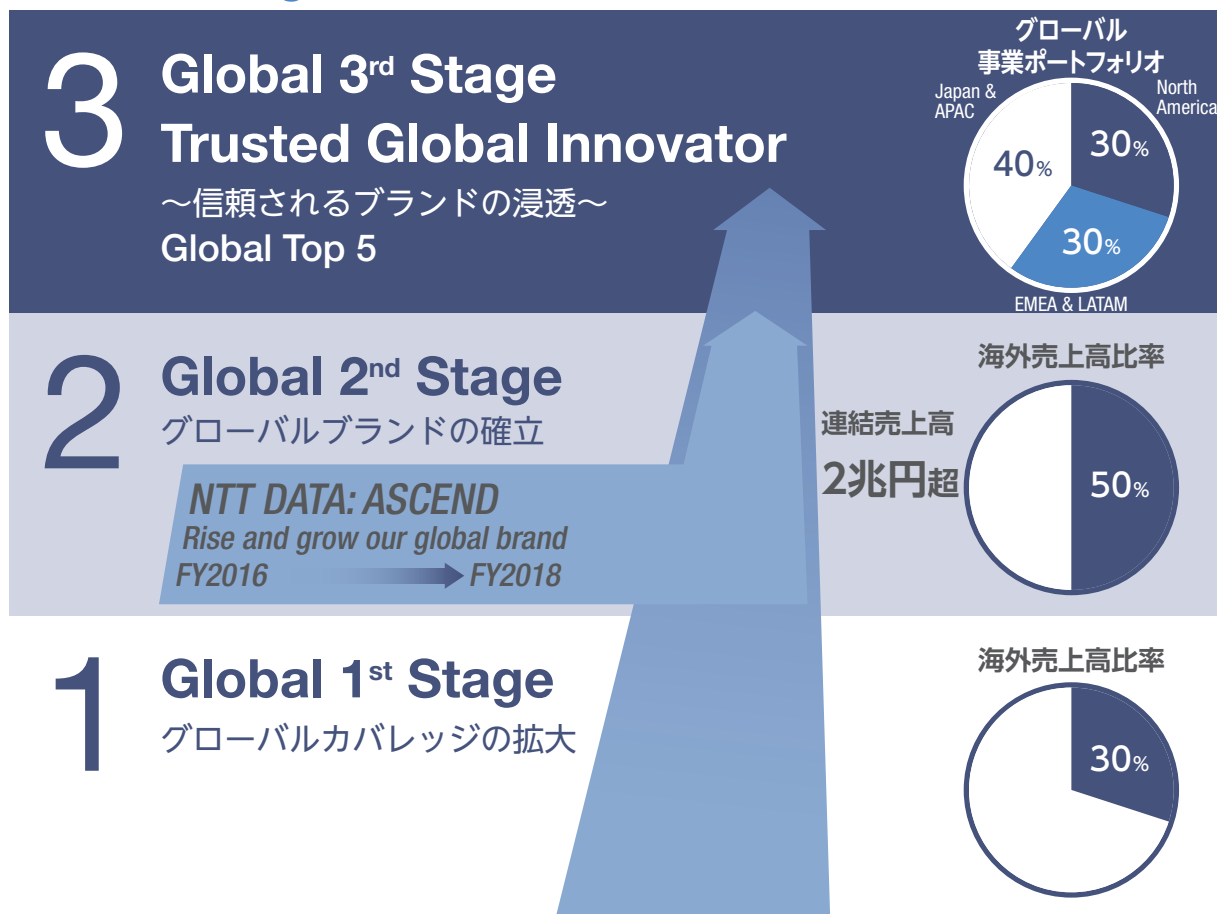 3
Global 3rd Stage
Trusted Global Innovator
~信頼されるブランドの浸透~
Global Top 5
グローバル
事業ポートフォリオ
Japan &
APAC
North
America
40%
30%
30%
EMEA & LATAM
2
Global 2nd Stage
グローバルブランドの確立
NTT DATA: ASCEND
Rise and grow our global brand
FY2016
FY2018
連結売上高
2兆円超
海外売上高比率
50%
1
Global 1st Stage
グローバルカバレッジの拡大
海外売上高比率
30%